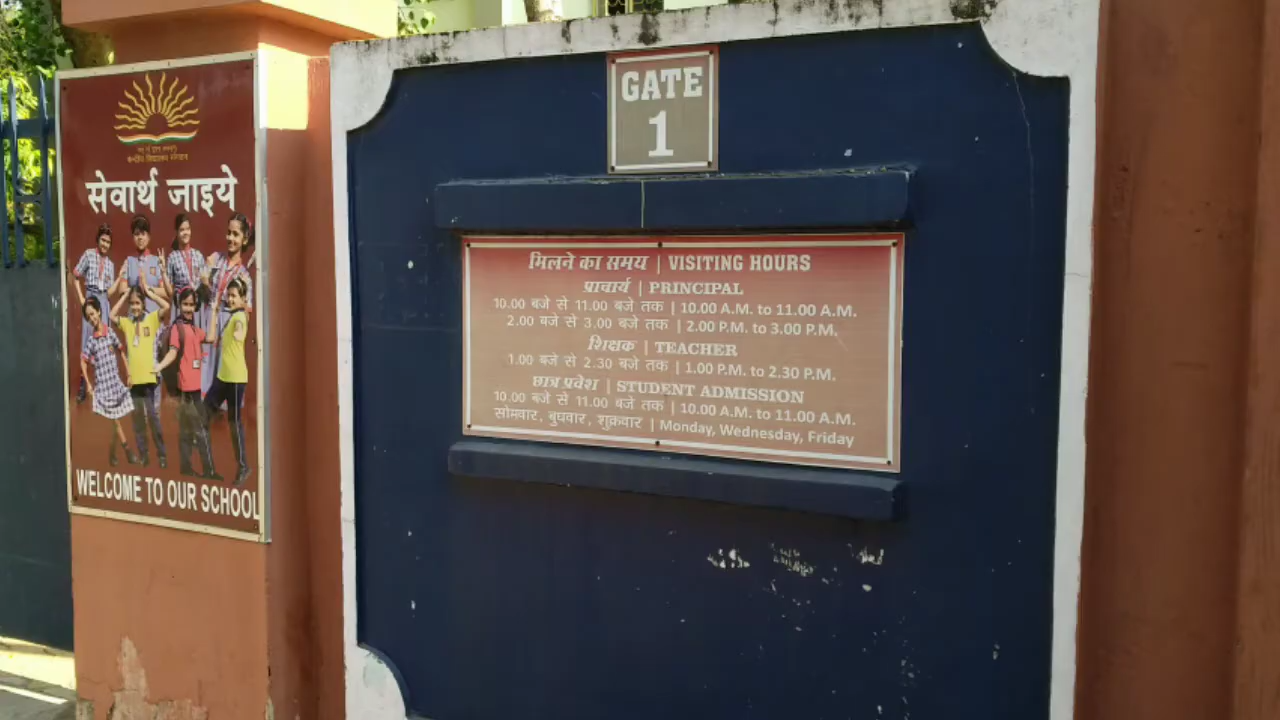 केन्द्रीय विद्यालय संगठन
सेवार्थ जाइये
WELCOME TO OUR SCHOOL
GATE
1
मिलने का समय | VISITING HOURS
प्राचार्य | PRINCIPAL
10.00 बजे से 11.00 बजे तक | 10.00 A.M. to 11.00 A.M.
2.00 बजे से 3.00 बजे तक | 2.00 P.M. to 3.00 P.M.
शिक्षक | TEACHER
1.00 बजे से 2.30 बजे तक | 1.00 P.M. to 2.30 P.M.
छात्र प्रवेश | STUDENT ADMISSION
10.00 बजे से 11.00 बजे तक | 10.00 A.M. to 11.00 A.M.
सोमवार, बुधवार, शुक्रवार | Monday, Wednesday, Friday